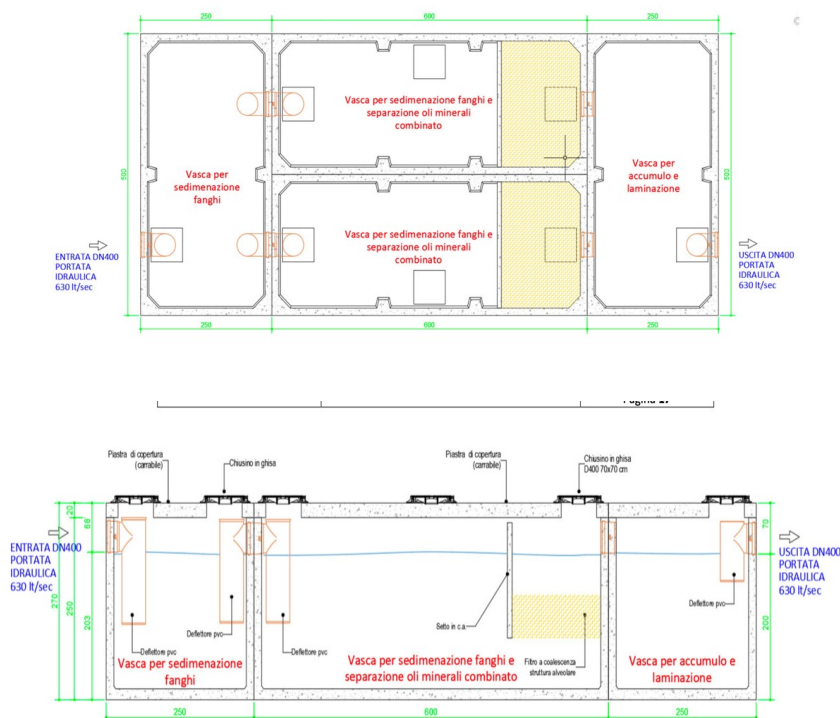 250
600
250
Vasca per sedimenazione fanghi e
separazione oli minerali
combinato
Vasca per
sedimenazione
fanghi
Vasca per
accumulo e
laminazione
500
500
Vasca per sedimenazione fanghi e
separazione oli minerali
combinato
ENTRATA DN400
PORTATA
IDRAULICA
630 lt/sec
USCITA DN400
PORTATA
IDRAULICA
630 lt/sec
250
600
250
Piastra di copertura
(carrabile)
Chiusino in ghisa
Piastra di copertura
(carrabile)
Chiusino in ghisa
D400 70x70 cm
20
68
70
ENTRATA DN400
PORTATA
IDRAULICA
630 lt/sec
USCITA DN400
PORTATA
IDRAULICA
630 lt/sec
270
250
203
200
Deflettore pvc
Setto in c.a.
Deflettore pvc
Deflettore pvc
Deflettore pvc
Filtro a coalescenza
struttura alveolare
Vasca per sedimenazione
fanghi
Vasca per sedimenazione fanghi e
separazione oli minerali combinato
Vasca per accumulo e
laminazione
250
600
250